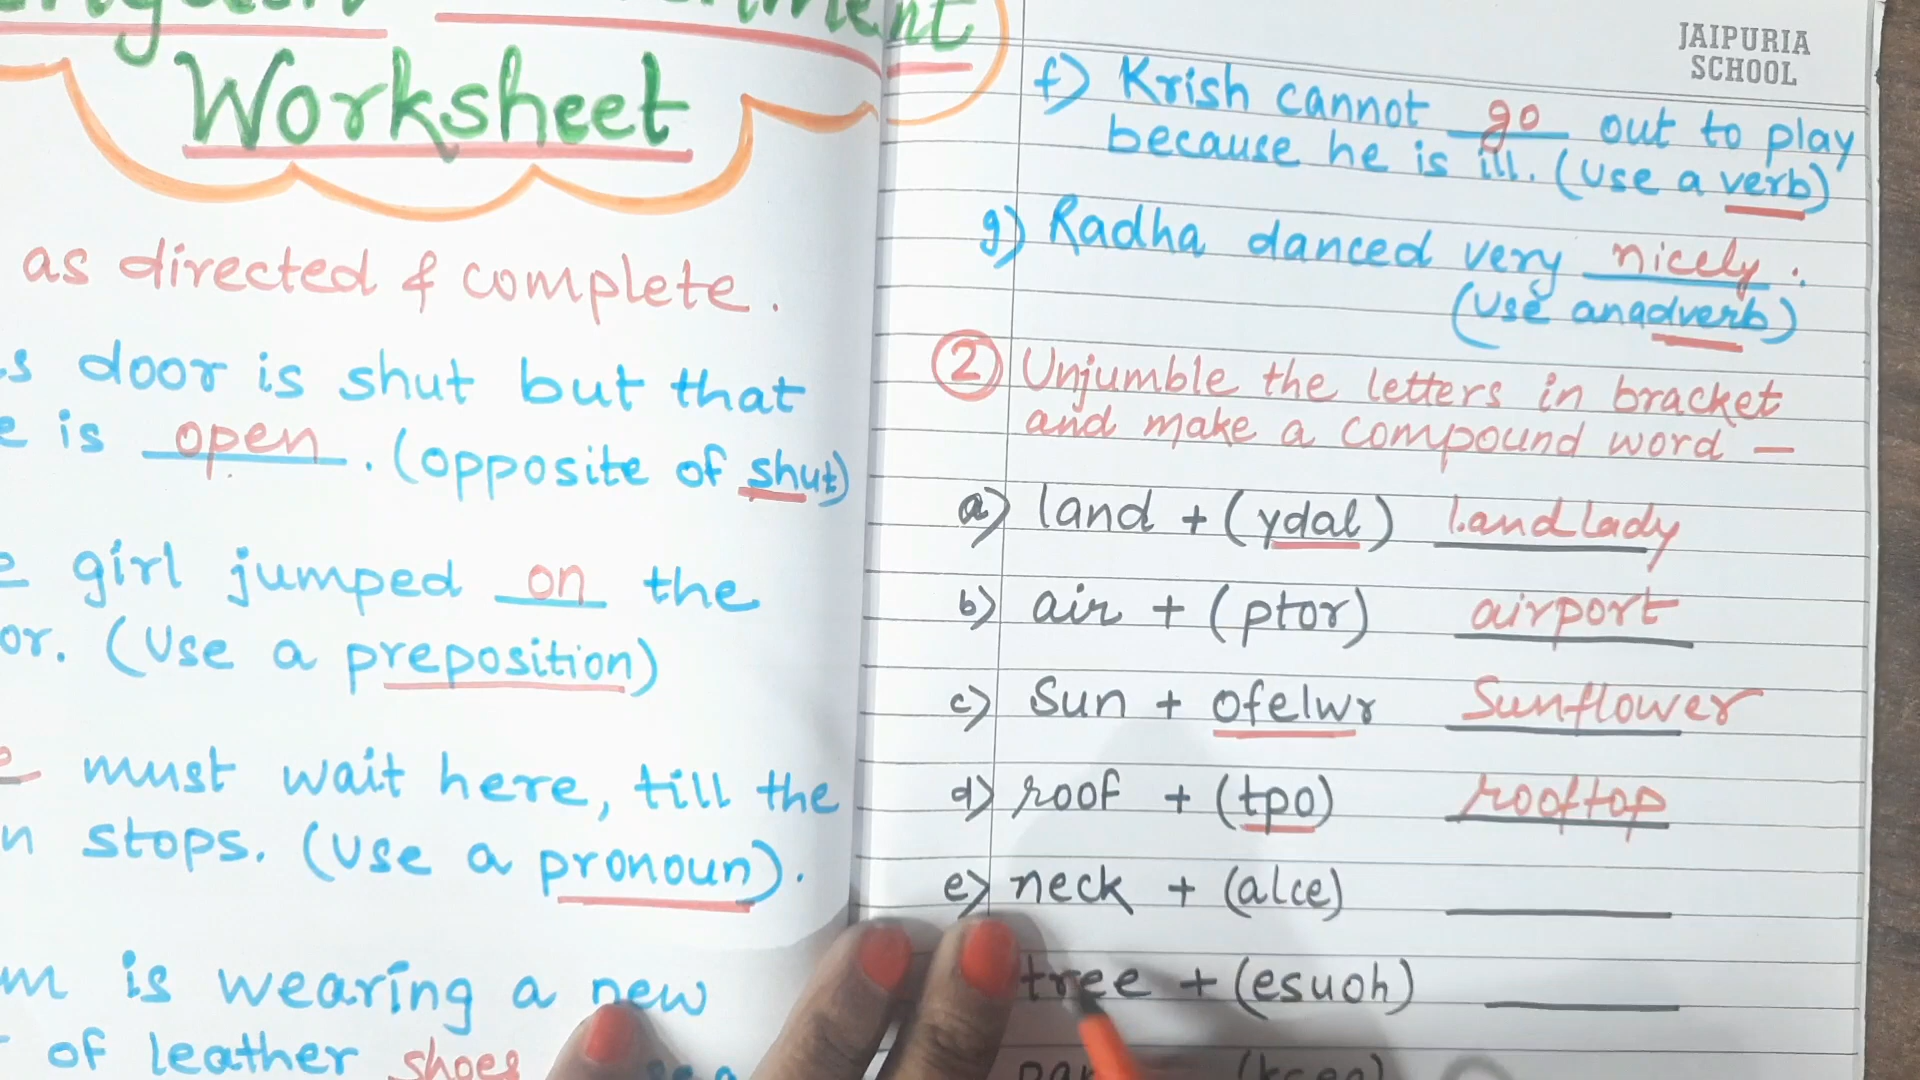 Worksheet
as directed & complete.
door is shut but that
is open. (opposite of shut)
girl jumped on the
or. (Use a preposition)
must wait here, till the
stops. (Use a pronoun).
is wearing a new
of leather shoes
JAIPURIA
SCHOOL
f) Krish cannot go out to play
because he is ill. (Use a verb)
g) Radha danced very nicely.
(Use an adverb)
2 Unjumble the letters in bracket
and make a compound word —
a) land + (ydal) landlady
b) air + (ptor) airport
c) Sun + ofelwr Sunflower
d) roof + (tpo) rooftop
e) neck + (alce)
tree + (esuoh)